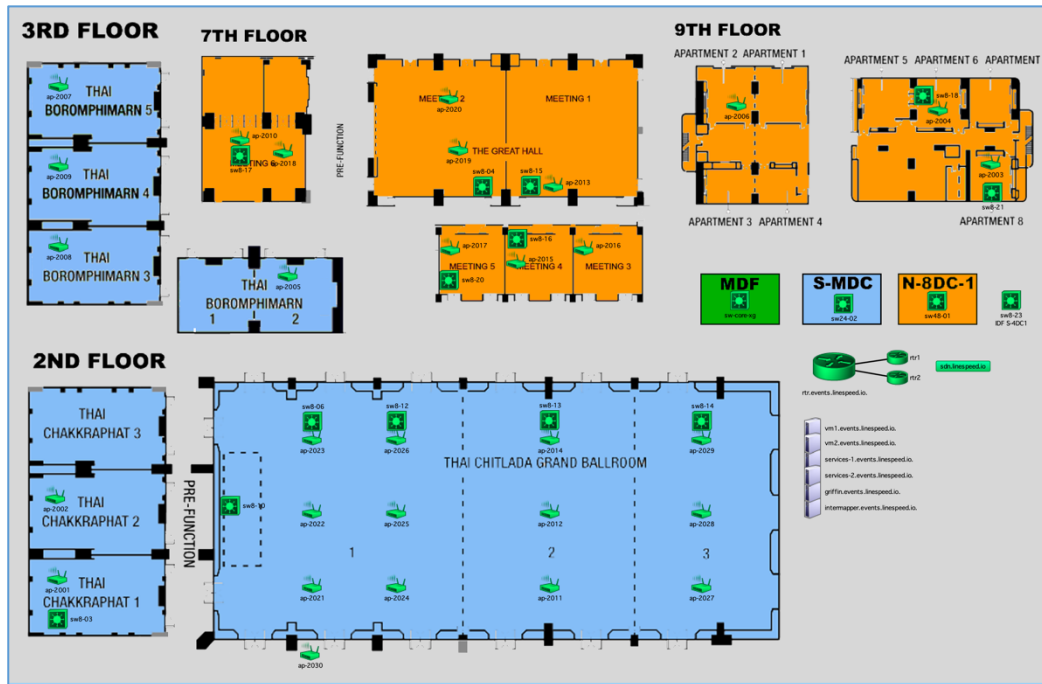 3RD FLOOR
ap-2007
THAI
BOROMPHIMARN 5
ap-2009
THAI
BOROMPHIMARN 4
ap-2008
THAI
BOROMPHIMARN 3
7TH FLOOR
ap-2010
ap-2018
sw8-17
PRE-FUNCTION
MEETING 2
MEETING 1
ap-2020
THE GREAT HALL
ap-2019
sw8-04
sw8-15
ap-2013
ap-2017
sw8-16
ap-2016
ap-2015
MEETING 5
MEETING 4
MEETING 3
sw8-20
THAI
BOROMPHIMARN
ap-2005
1
2
9TH FLOOR
APARTMENT 2
APARTMENT 1
ap-2006
APARTMENT 3
APARTMENT 4
APARTMENT 5
APARTMENT 6
APARTMENT
sw8-18
ap-2004
ap-2003
sw8-21
APARTMENT 8
MDF
S-MDC
sw24-02
N-8DC-1
sw48-01
sw8-23
IDF S-4DC1
rtr1
rtr2
sdn.linespeed.io
rtr.events.linespeed.io.
vm1.events.linespeed.io.
vm2.events.linespeed.io.
services-1.events.linespeed.io.
services-2.events.linespeed.io.
griffin.events.linespeed.io.
intermapper.events.linespeed.io.
2ND FLOOR
THAI
CHAKKRAPHAT 3
THAI
CHAKKRAPHAT 2
ap-2002
THAI
CHAKKRAPHAT 1
ap-2001
sw8-03
PRE-FUNCTION
sw8-06
sw8-12
sw8-13
sw8-14
ap-2023
ap-2026
ap-2014
ap-2029
THAI CHITLADA GRAND BALLROOM
sw8-10
ap-2022
ap-2025
ap-2012
ap-2028
1
2
3
ap-2021
ap-2024
ap-2011
ap-2027
ap-2030